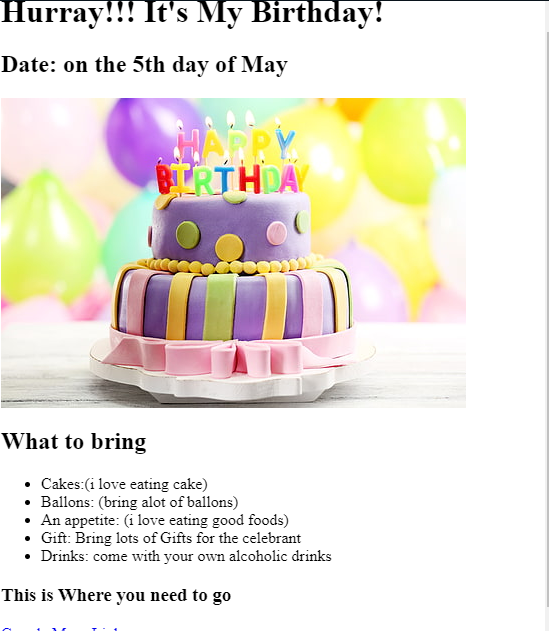 Hurray!!! It's My Birthday!
Date: on the 5th day of May
HAPPY
BIRTHDAY
What to bring
Cakes:(i love eating cake)
Ballons: (bring alot of ballons)
An appetite: (i love eating good foods)
Gift: Bring lots of Gifts for the celebrant
Drinks: come with your own alcoholic drinks
This is Where you need to go